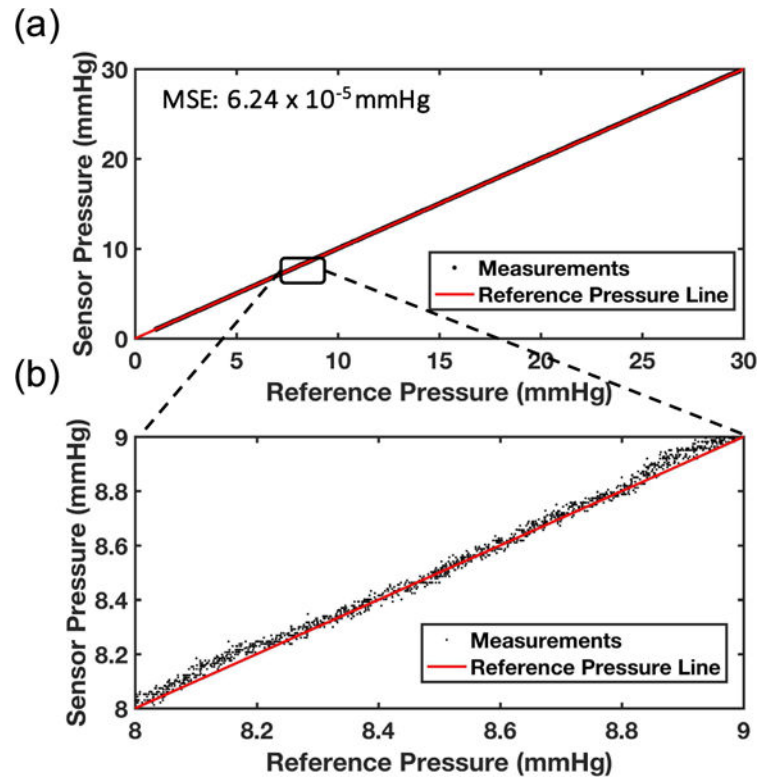 (a)
MSE: 6.24 x 10⁻⁵ mmHg
Sensor Pressure (mmHg)
30
20
10
0
Measurements
Reference Pressure Line
0 5 10 15 20 25 30
Reference Pressure (mmHg)
(b)
Sensor Pressure (mmHg)
9
8.8
8.6
8.4
8.2
8
Measurements
Reference Pressure Line
8 8.2 8.4 8.6 8.8 9
Reference Pressure (mmHg)